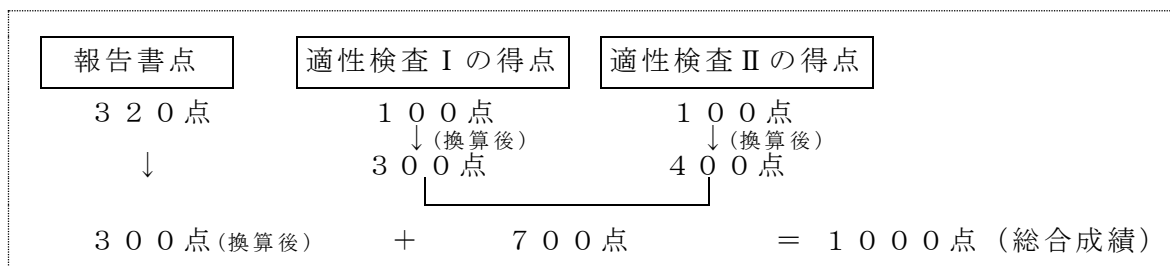 報告書点 適性検査Ⅰの得点 適性検査Ⅱの得点
３２０点 １００点 １００点
↓(換算後) ↓(換算後)
↓ ３００点 ４００点
３００点(換算後) ＋ ７００点 ＝ １０００点（総合成績）